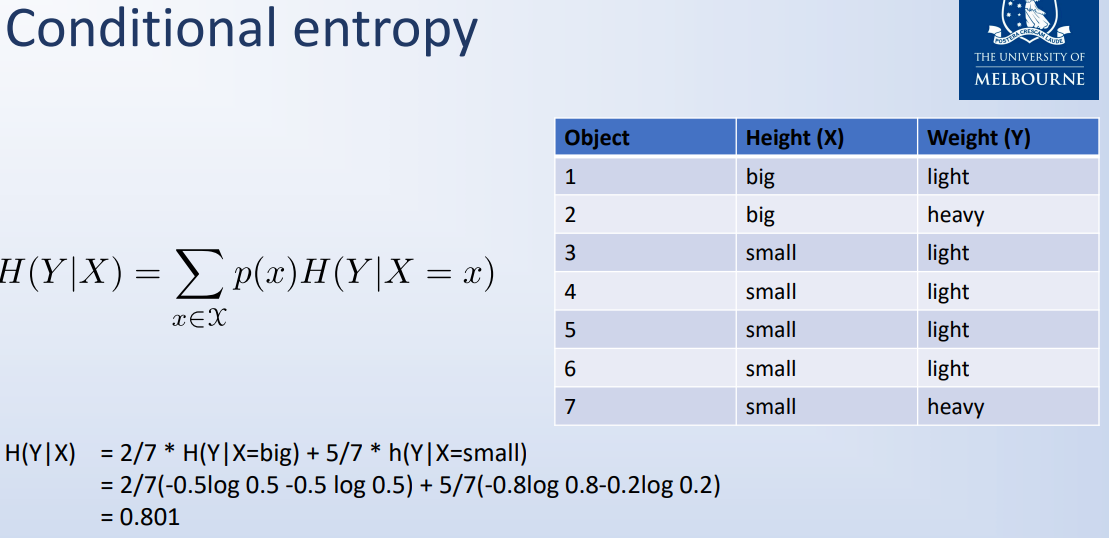 Conditional entropy
POSTERA CRESCAM LAUDE
THE UNIVERSITY OF
MELBOURNE
Object Height (X) Weight (Y)
1 big light
2 big heavy
3 small light
4 small light
5 small light
6 small light
7 small heavy
H(Y|X) = ∑ p(x)H(Y|X = x)
x∈𝒳
H(Y|X) = 2/7 * H(Y|X=big) + 5/7 * h(Y|X=small)
= 2/7(-0.5log 0.5 -0.5 log 0.5) + 5/7(-0.8log 0.8-0.2log 0.2)
= 0.801